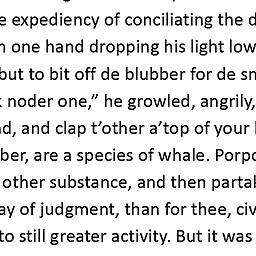 e expediency of conciliating the d
n one hand dropping his light low
but to bit off de blubber for de sn
noder one,” he growled, angrily,
d, and clap t’other a’top of your
ber, are a species of whale. Porpo
other substance, and then partak
ay of judgment, than for thee, civ
to still greater activity. But it was